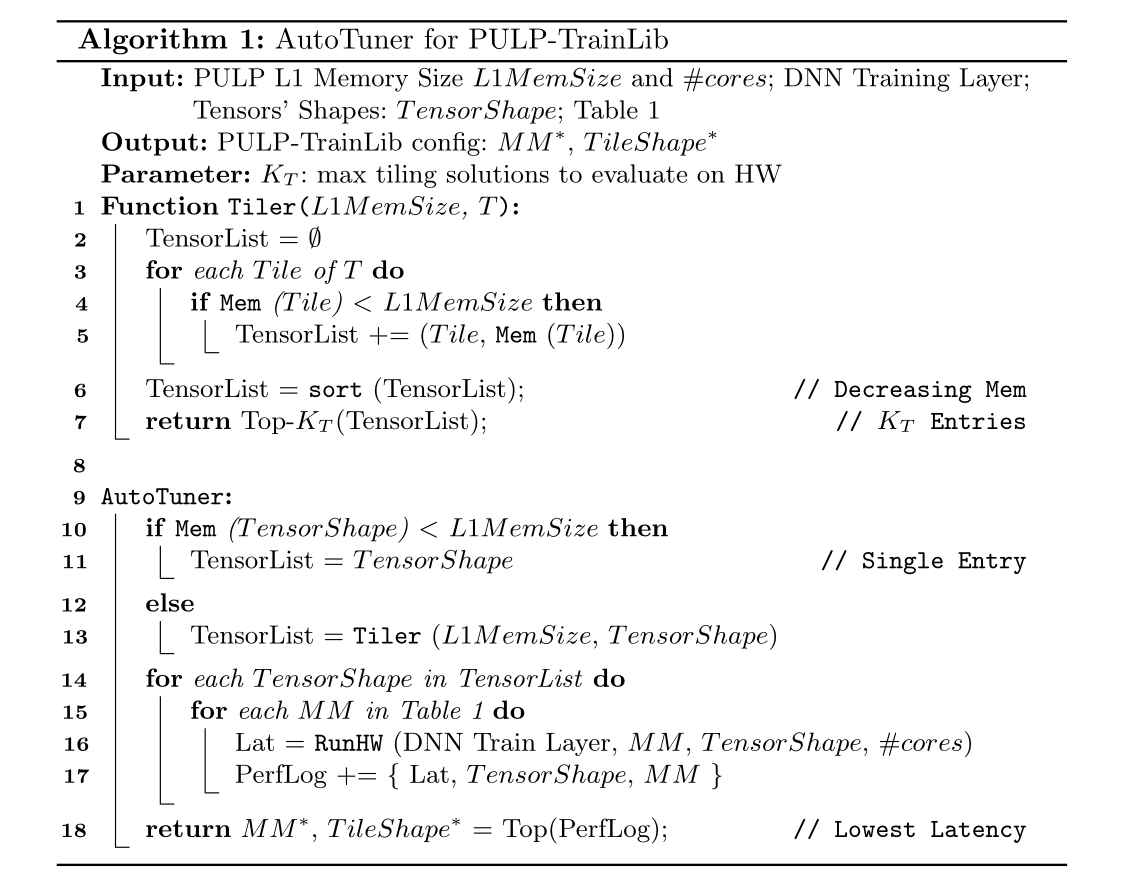 Algorithm 1: AutoTuner for PULP-TrainLib
Input: PULP L1 Memory Size L1MemSize and #cores; DNN Training Layer;
Tensors' Shapes: TensorShape; Table 1
Output: PULP-TrainLib config: MM*, TileShape*
Parameter: K_T: max tiling solutions to evaluate on HW
1 Function Tiler(L1MemSize, T):
2 TensorList = ∅
3 for each Tile of T do
4 if Mem (Tile) < L1MemSize then
5 TensorList += (Tile, Mem (Tile))
6 TensorList = sort (TensorList); // Decreasing Mem
7 return Top-K_T(TensorList); // K_T Entries
8
9 AutoTuner:
10 if Mem (TensorShape) < L1MemSize then
11 TensorList = TensorShape // Single Entry
12 else
13 TensorList = Tiler (L1MemSize, TensorShape)
14 for each TensorShape in TensorList do
15 for each MM in Table 1 do
16 Lat = RunHW (DNN Train Layer, MM, TensorShape, #cores)
17 PerfLog += { Lat, TensorShape, MM }
18 return MM*, TileShape* = Top(PerfLog); // Lowest Latency